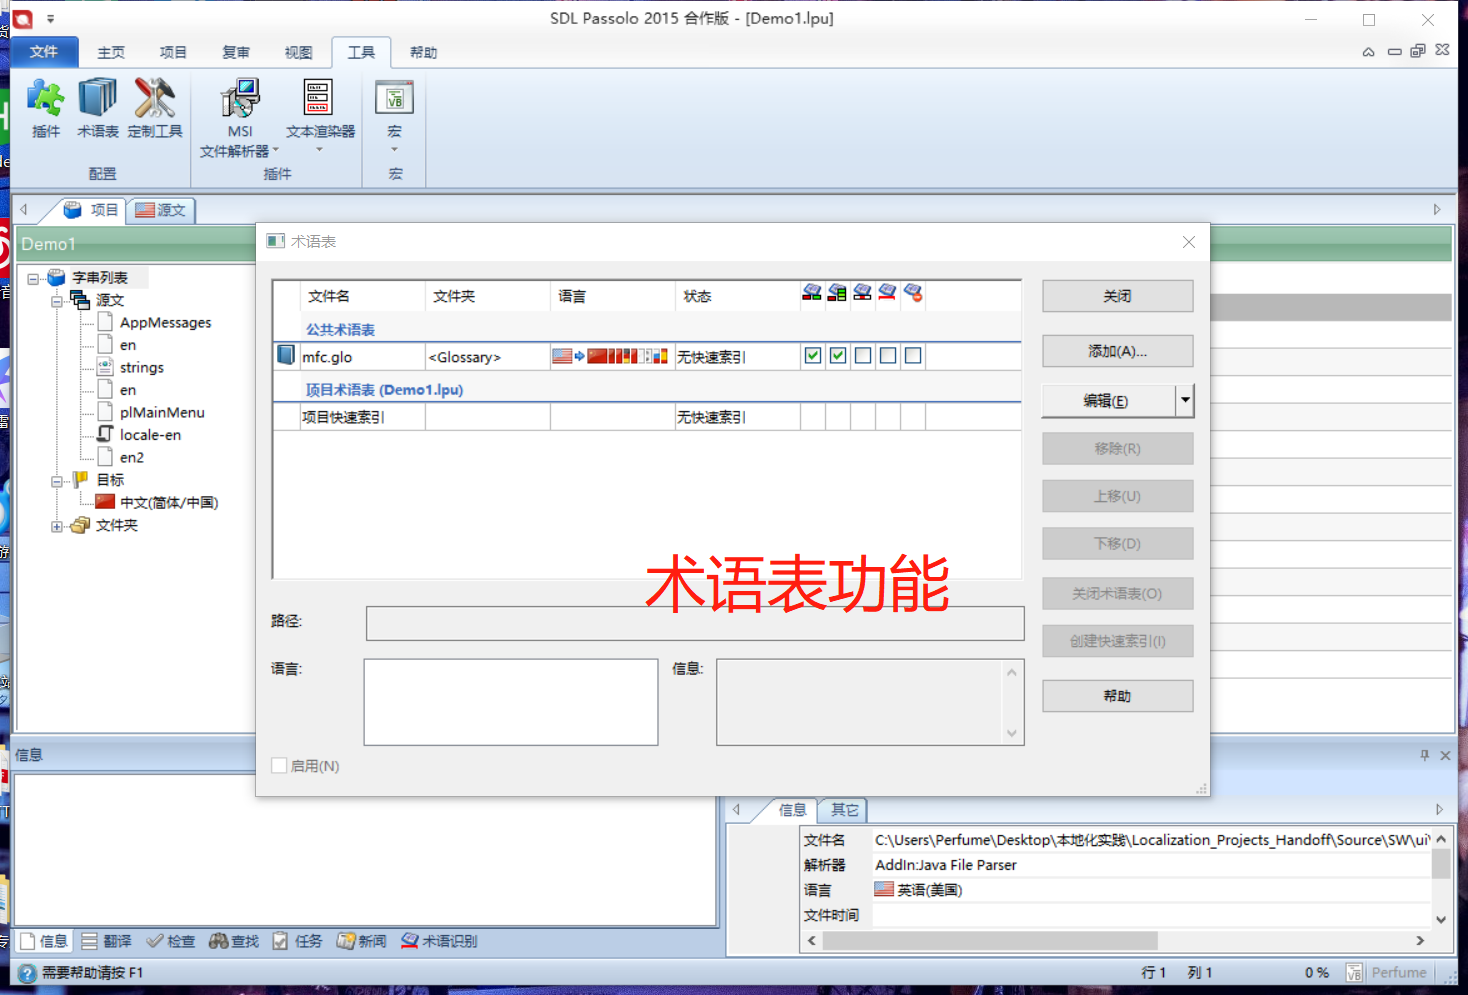 SDL Passolo 2015 合作版 - [Demo1.lpu]
文件 主页 项目 复审 视图 工具 帮助
插件 术语表 定制工具 MSI 文件解析器 文本渲染器 宏
配置 插件 宏
项目 源文
Demo1
字串列表
源文
AppMessages
en
strings
en
plMainMenu
locale-en
en2
目标
中文(简体/中国)
文件夹
术语表
文件名 文件夹 语言 状态
公共术语表
mfc.glo <Glossary> 无快速索引
项目术语表 (Demo1.lpu)
项目快速索引 无快速索引
关闭
添加(A)...
编辑(E)
移除(R)
上移(U)
下移(D)
关闭术语表(O)
创建快速索引(I)
帮助
术语表功能
路径:
语言: 信息:
启用(N)
信息
信息 其它
文件名 C:\Users\Perfume\Desktop\本地化实践\Localization_Projects_Handoff\Source\SW\ui\
解析器 AddIn:Java File Parser
语言 英语(美国)
文件时间
信息 翻译 检查 查找 任务 新闻 术语识别
需要帮助请按 F1 行 1 列 1 0 % Perfume